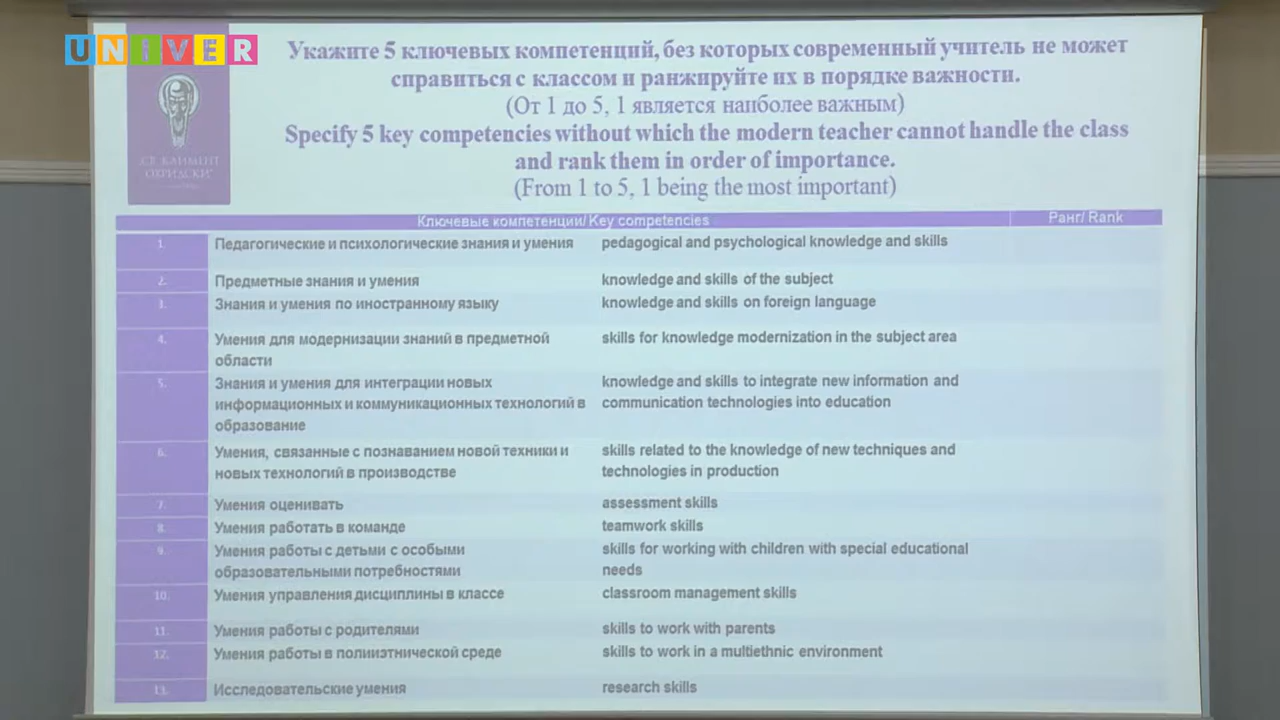 UNIVER
"СВ. КЛИМЕНТ
ОХРИДСКИ"
Укажите 5 ключевых компетенций, без которых современный учитель не может
справиться с классом и ранжируйте их в порядке важности.
(От 1 до 5, 1 является наиболее важным)
Specify 5 key competencies without which the modern teacher cannot handle the class
and rank them in order of importance.
(From 1 to 5, 1 being the most important)
Ключевые компетенции/ Key competencies Ранг/ Rank
1. Педагогические и психологические знания и умения pedagogical and psychological knowledge and skills
2. Предметные знания и умения knowledge and skills of the subject
3. Знания и умения по иностранному языку knowledge and skills on foreign language
4. Умения для модернизации знаний в предметной skills for knowledge modernization in the subject area
области
5. Знания и умения для интеграции новых knowledge and skills to integrate new information and
информационных и коммуникационных технологий в communication technologies into education
образование
6. Умения, связанные с познаванием новой техники и skills related to the knowledge of new techniques and
новых технологий в производстве technologies in production
7. Умения оценивать assessment skills
8. Умения работать в команде teamwork skills
9. Умения работы с детьми с особыми skills for working with children with special educational
образовательными потребностями needs
10. Умения управления дисциплины в классе classroom management skills
11. Умения работы с родителями skills to work with parents
12. Умения работы в полииэтнической среде skills to work in a multiethnic environment
13. Исследовательские умения research skills